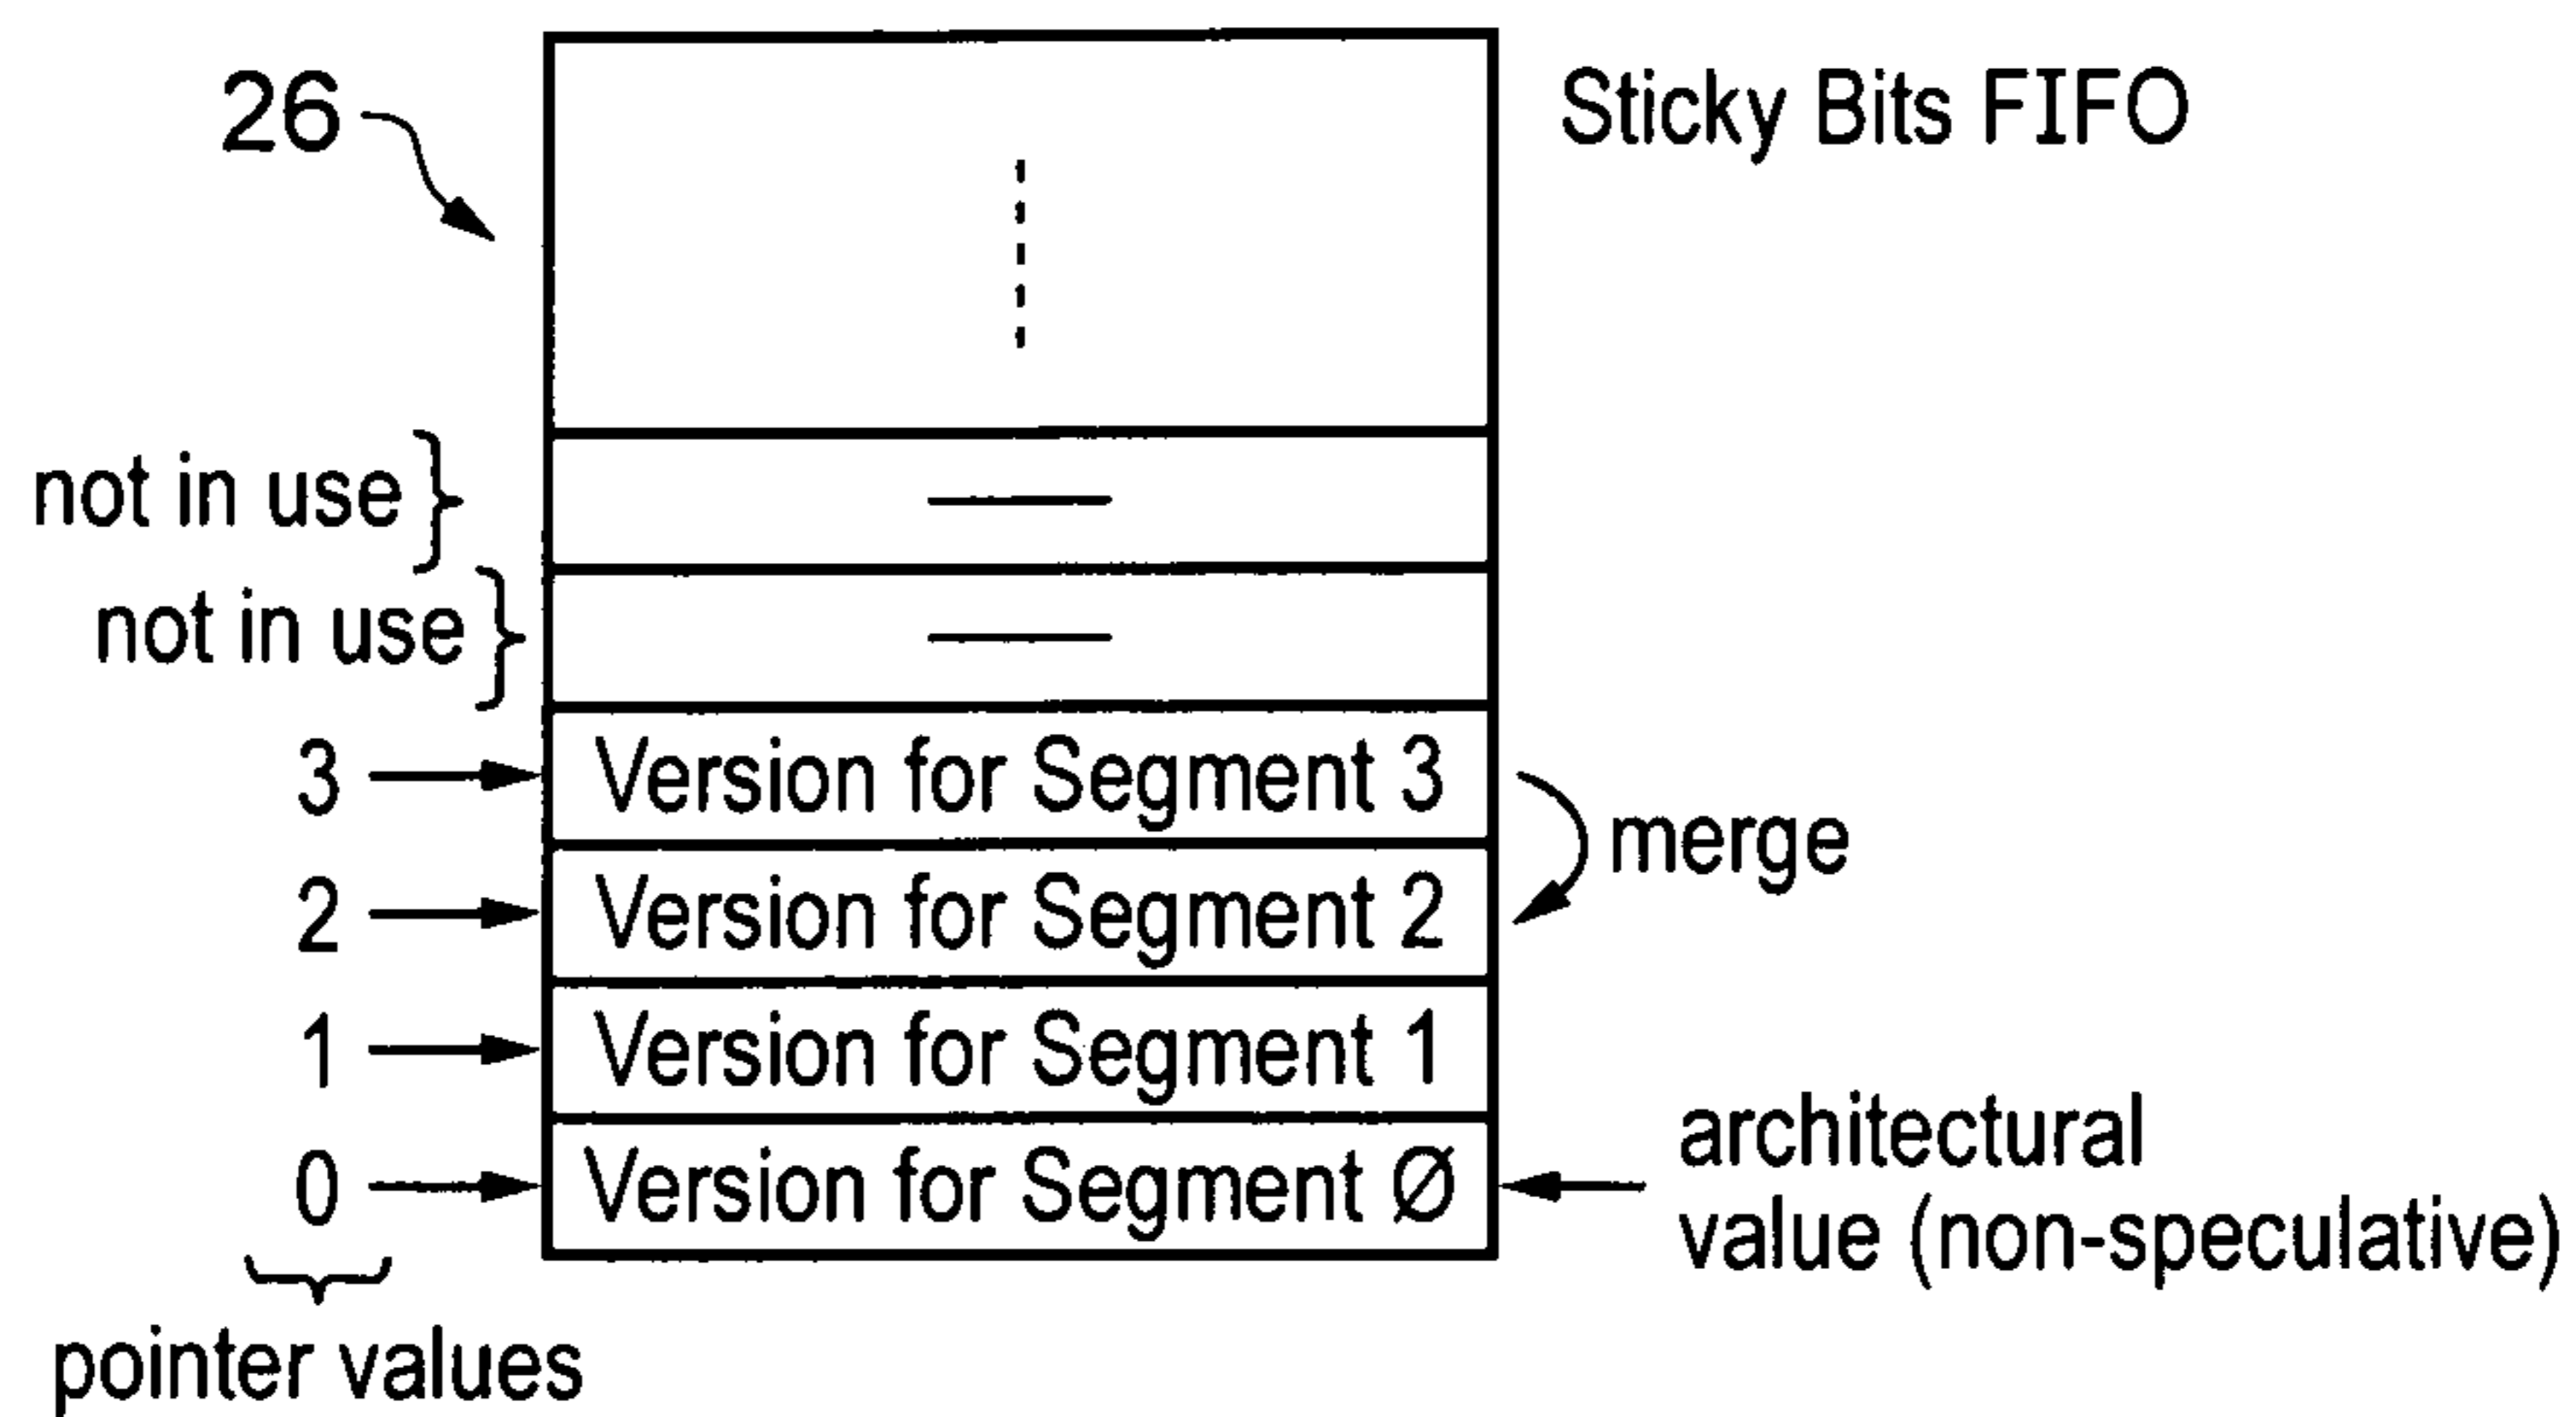 26
Sticky Bits FIFO
not in use
not in use
3
Version for Segment 3
merge
2
Version for Segment 2
1
Version for Segment 1
0
Version for Segment Ø
architectural
value (non-speculative)
pointer values